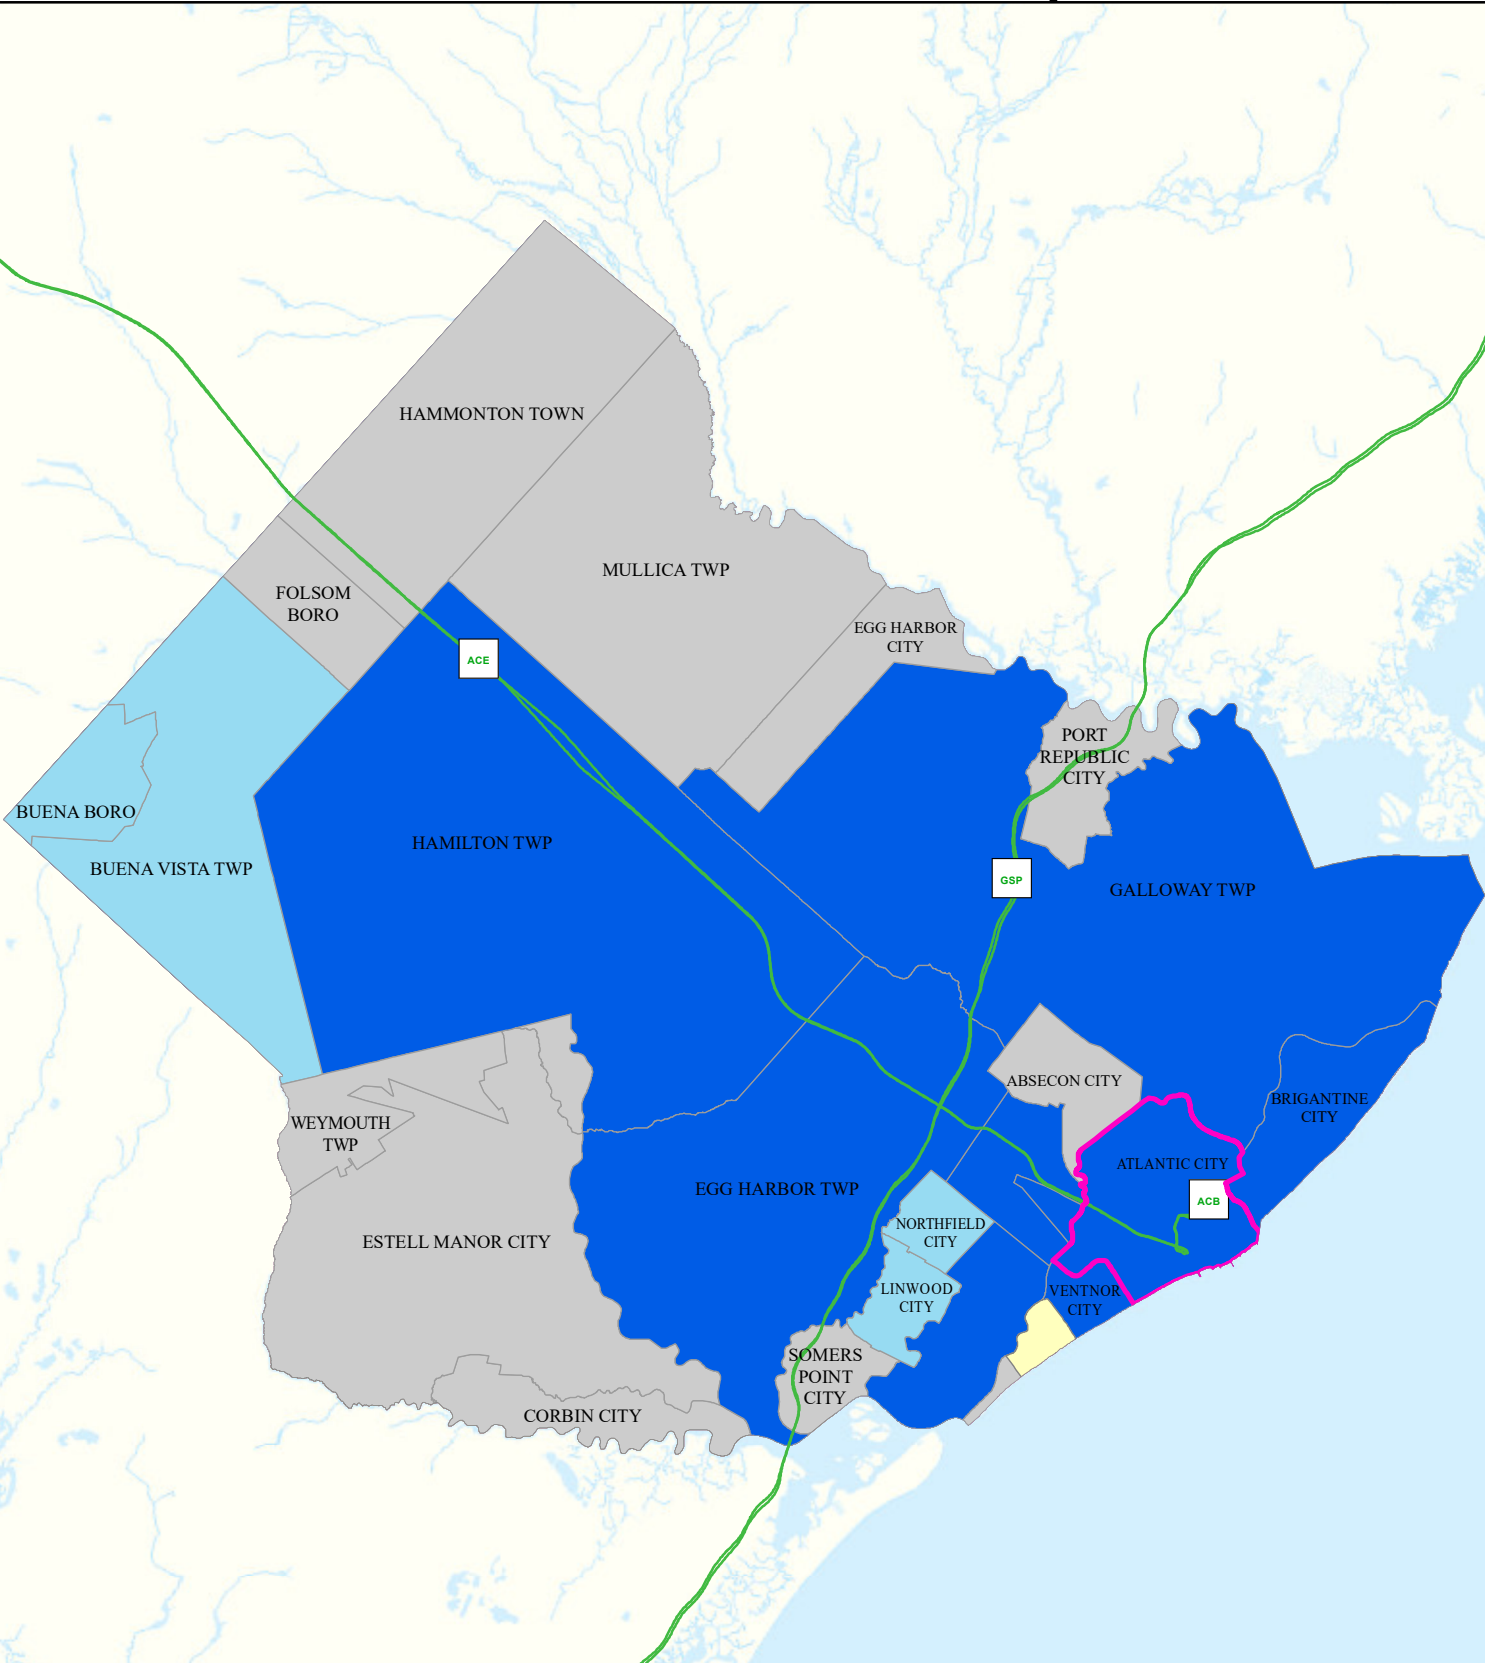 HAMMONTON TOWN
MULLICA TWP
FOLSOM
BORO
EGG HARBOR
CITY
ACE
PORT
REPUBLIC
CITY
BUENA BORO
HAMILTON TWP
BUENA VISTA TWP
GSP
GALLOWAY TWP
ABSECON CITY
BRIGANTINE
CITY
WEYMOUTH
TWP
ATLANTIC CITY
EGG HARBOR TWP
ACB
NORTHFIELD
CITY
ESTELL MANOR CITY
LINWOOD
CITY
VENTNOR
CITY
SOMERS
POINT
CITY
CORBIN CITY